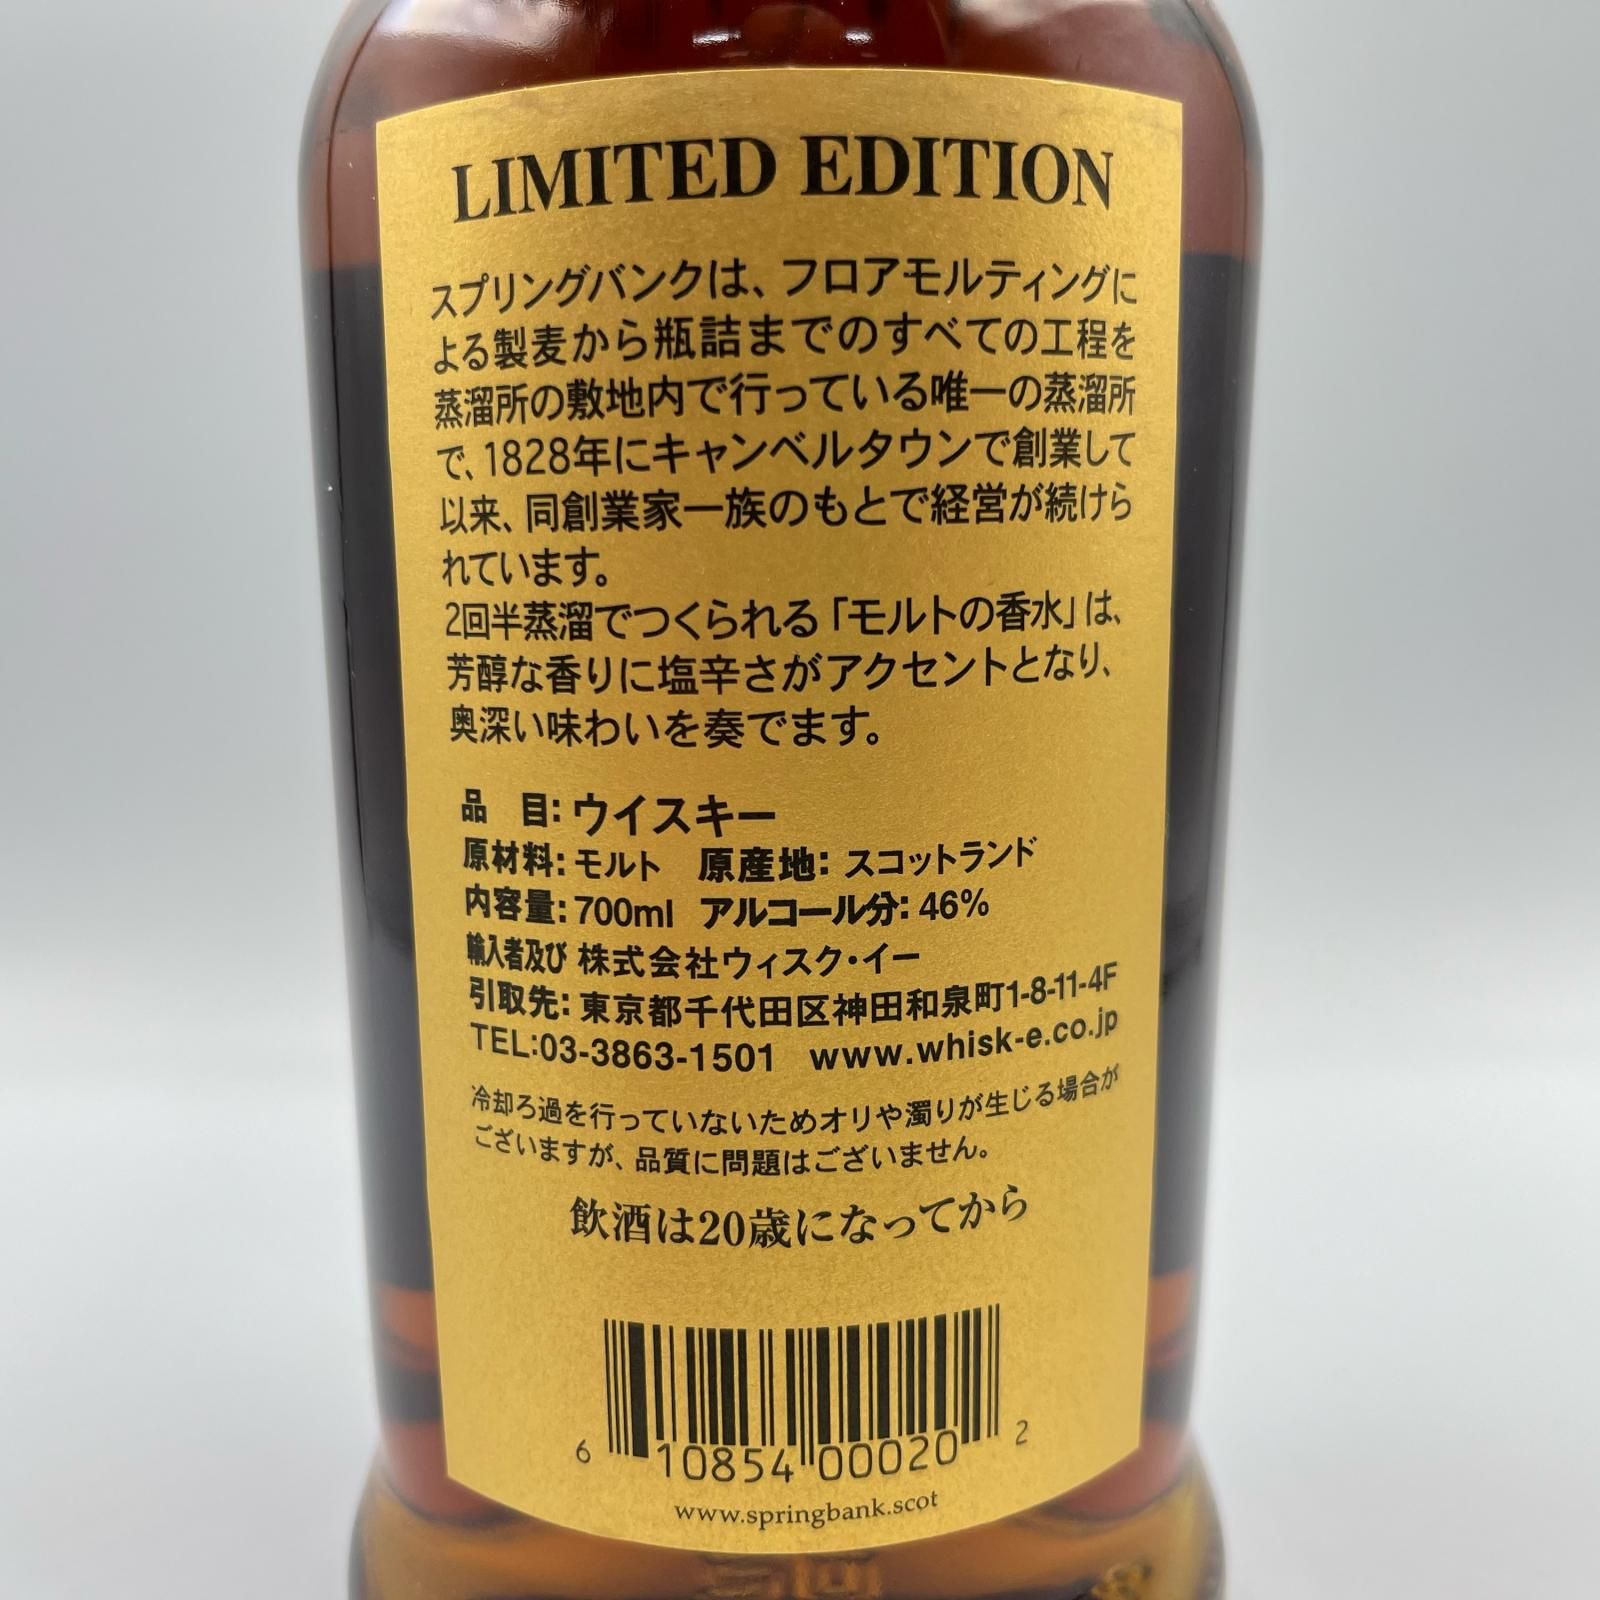 LIMITED EDITION
スプリングバンクは、フロアモルティングに
よる製麦から瓶詰までのすべての工程を
蒸溜所の敷地内で行っている唯一の蒸溜所
で、1828年にキャンベルタウンで創業して
以来、同創業家一族のもとで経営が続けら
れています。
2回半蒸溜でつくられる「モルトの香水」は、
芳醇な香りに塩辛さがアクセントとなり、
奥深い味わいを奏でます。
品 目: ウイスキー
原材料: モルト 原産地: スコットランド
内容量: 700ml アルコール分: 46%
輸入者及び 株式会社ウィスク・イー
引取先: 東京都千代田区神田和泉町1-8-11-4F
TEL:03-3863-1501 www.whisk-e.co.jp
冷却ろ過を行っていないためオリや濁りが生じる場合が
ございますが、品質に問題はございません。
飲酒は20歳になってから
6 10854 00020 2
www.springbank.scot